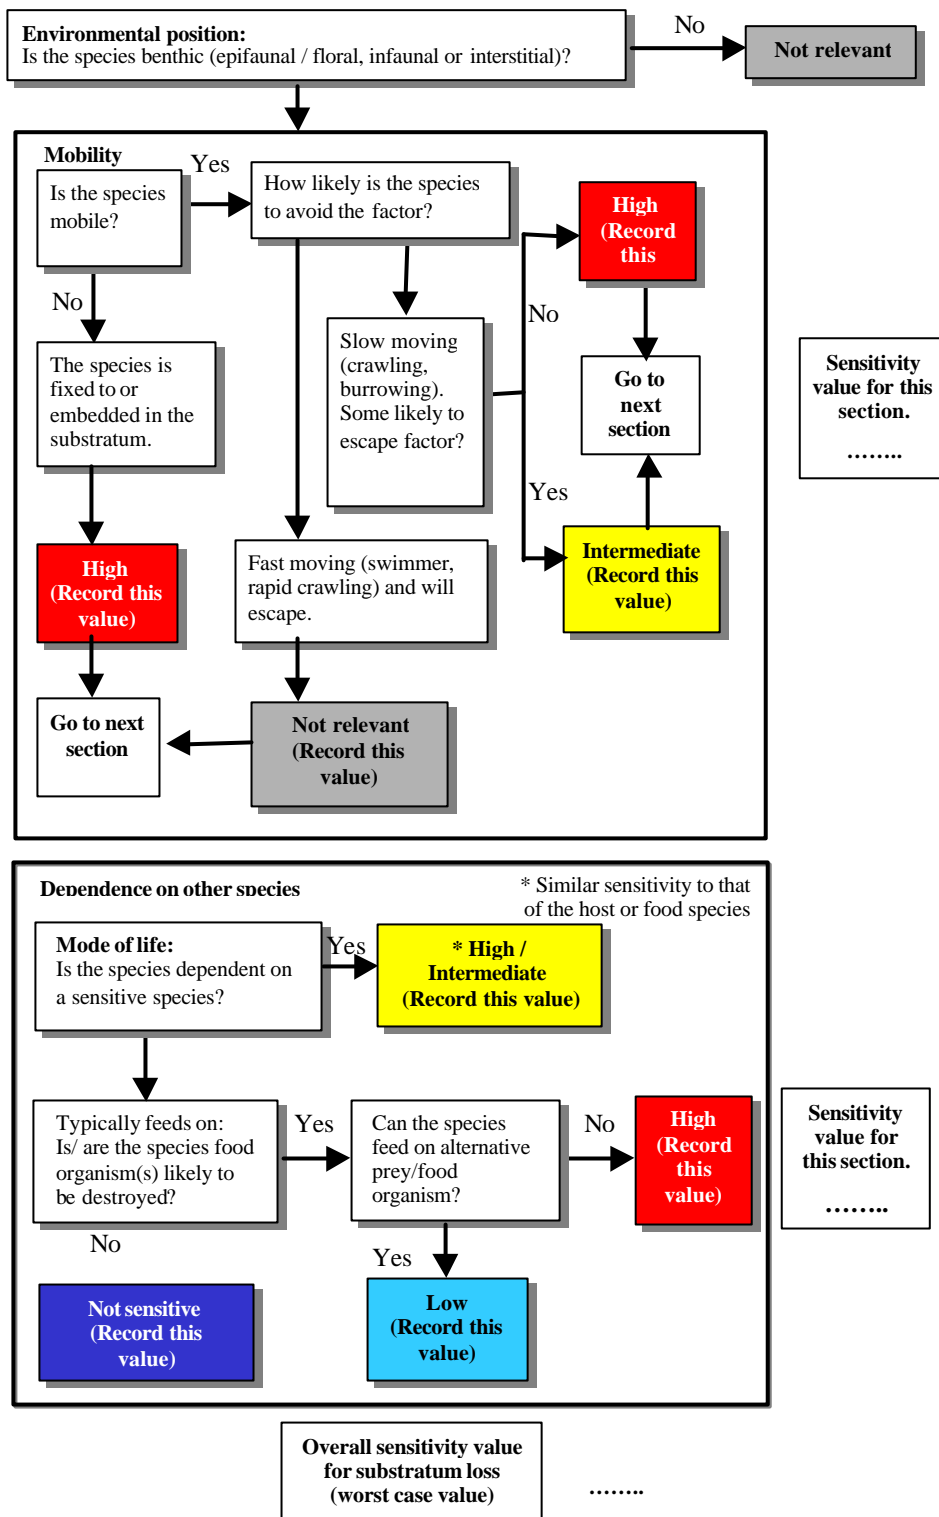 Environmental position:
Is the species benthic (epifaunal / floral, infaunal or interstitial)?
No
Not relevant
Mobility
Yes
Is the species
mobile?
How likely is the species
to avoid the factor?
High
(Record
this
No
No
Slow moving
(crawling,
burrowing).
Some likely to
escape factor?
The species is
fixed to or
embedded in the
substratum.
Go to
next
section
Sensitivity
value for this
section.
……..
Yes
High
(Record this
value)
Fast moving (swimmer,
rapid crawling) and will
escape.
Intermediate
(Record this
value)
Go to next
section
Not relevant
(Record this
value)
Dependence on other species
* Similar sensitivity to that
of the host or food species
Mode of life:
Is the species dependent on
a sensitive species?
Yes
* High /
Intermediate
(Record this value)
Typically feeds on:
Is/ are the species food
organism(s) likely to
be destroyed?
Yes
Can the species
feed on alternative
prey/food
organism?
No
High
(Record
this
value)
Sensitivity
value for
this section.
……..
No
Yes
Not sensitive
(Record this
value)
Low
(Record this
value)
Overall sensitivity value
for substratum loss
(worst case value)
……..